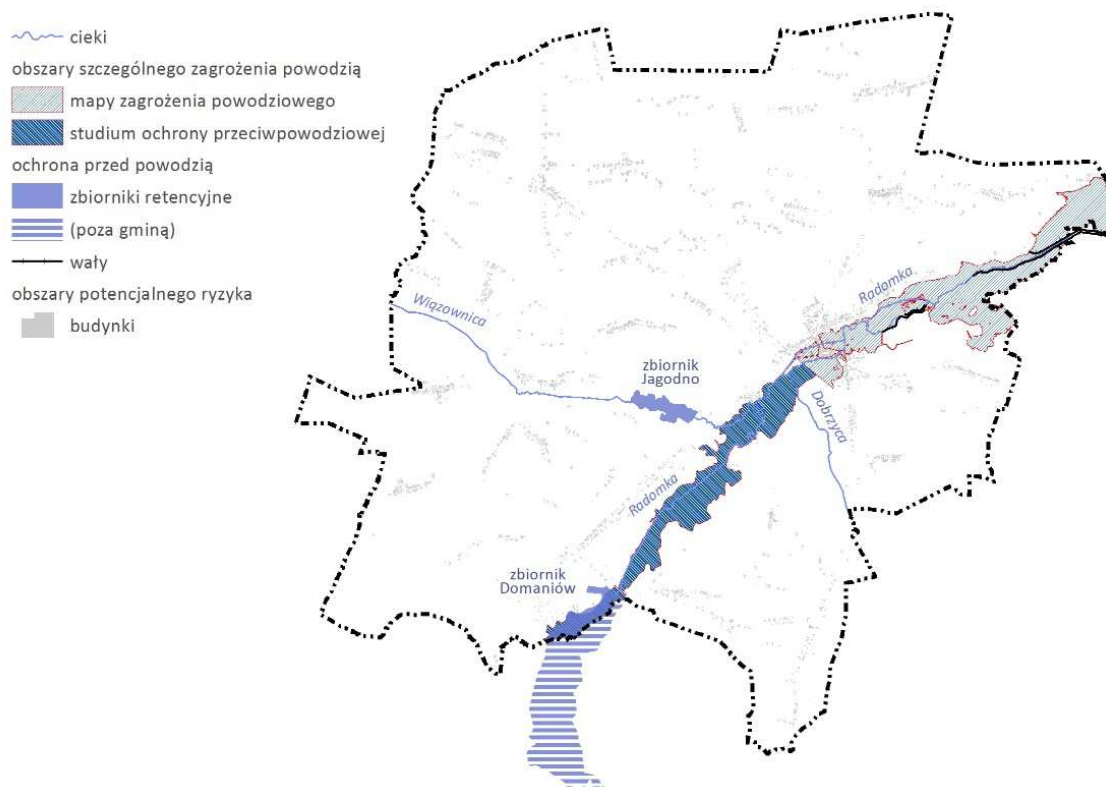 cieki
obszary szczególnego zagrożenia powodzią
mapy zagrożenia powodziowego
studium ochrony przeciwpowodziowej
ochrona przed powodzią
zbiorniki retencyjne
(poza gminą)
wały
obszary potencjalnego ryzyka
budynki
Radomka
Wiązownica
zbiornik
Jagodno
Dobrzyca
Radomka
zbiornik
Domaniów